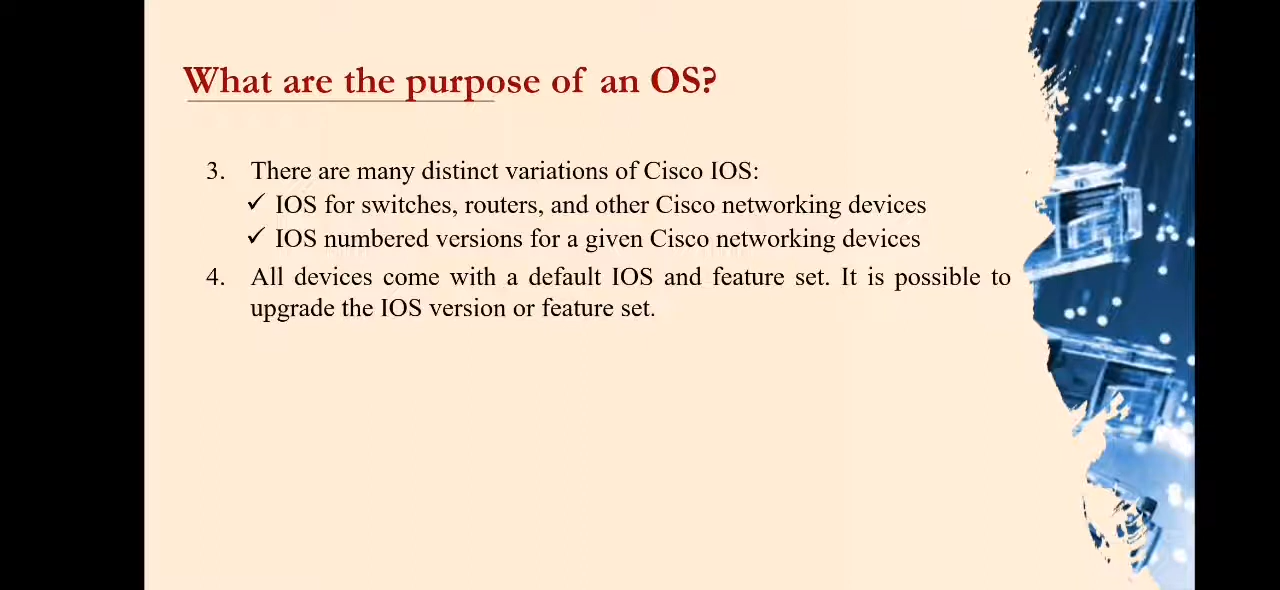 What are the purpose of an OS?
3. There are many distinct variations of Cisco IOS:
✓ IOS for switches, routers, and other Cisco networking devices
✓ IOS numbered versions for a given Cisco networking devices
4. All devices come with a default IOS and feature set. It is possible to
upgrade the IOS version or feature set.